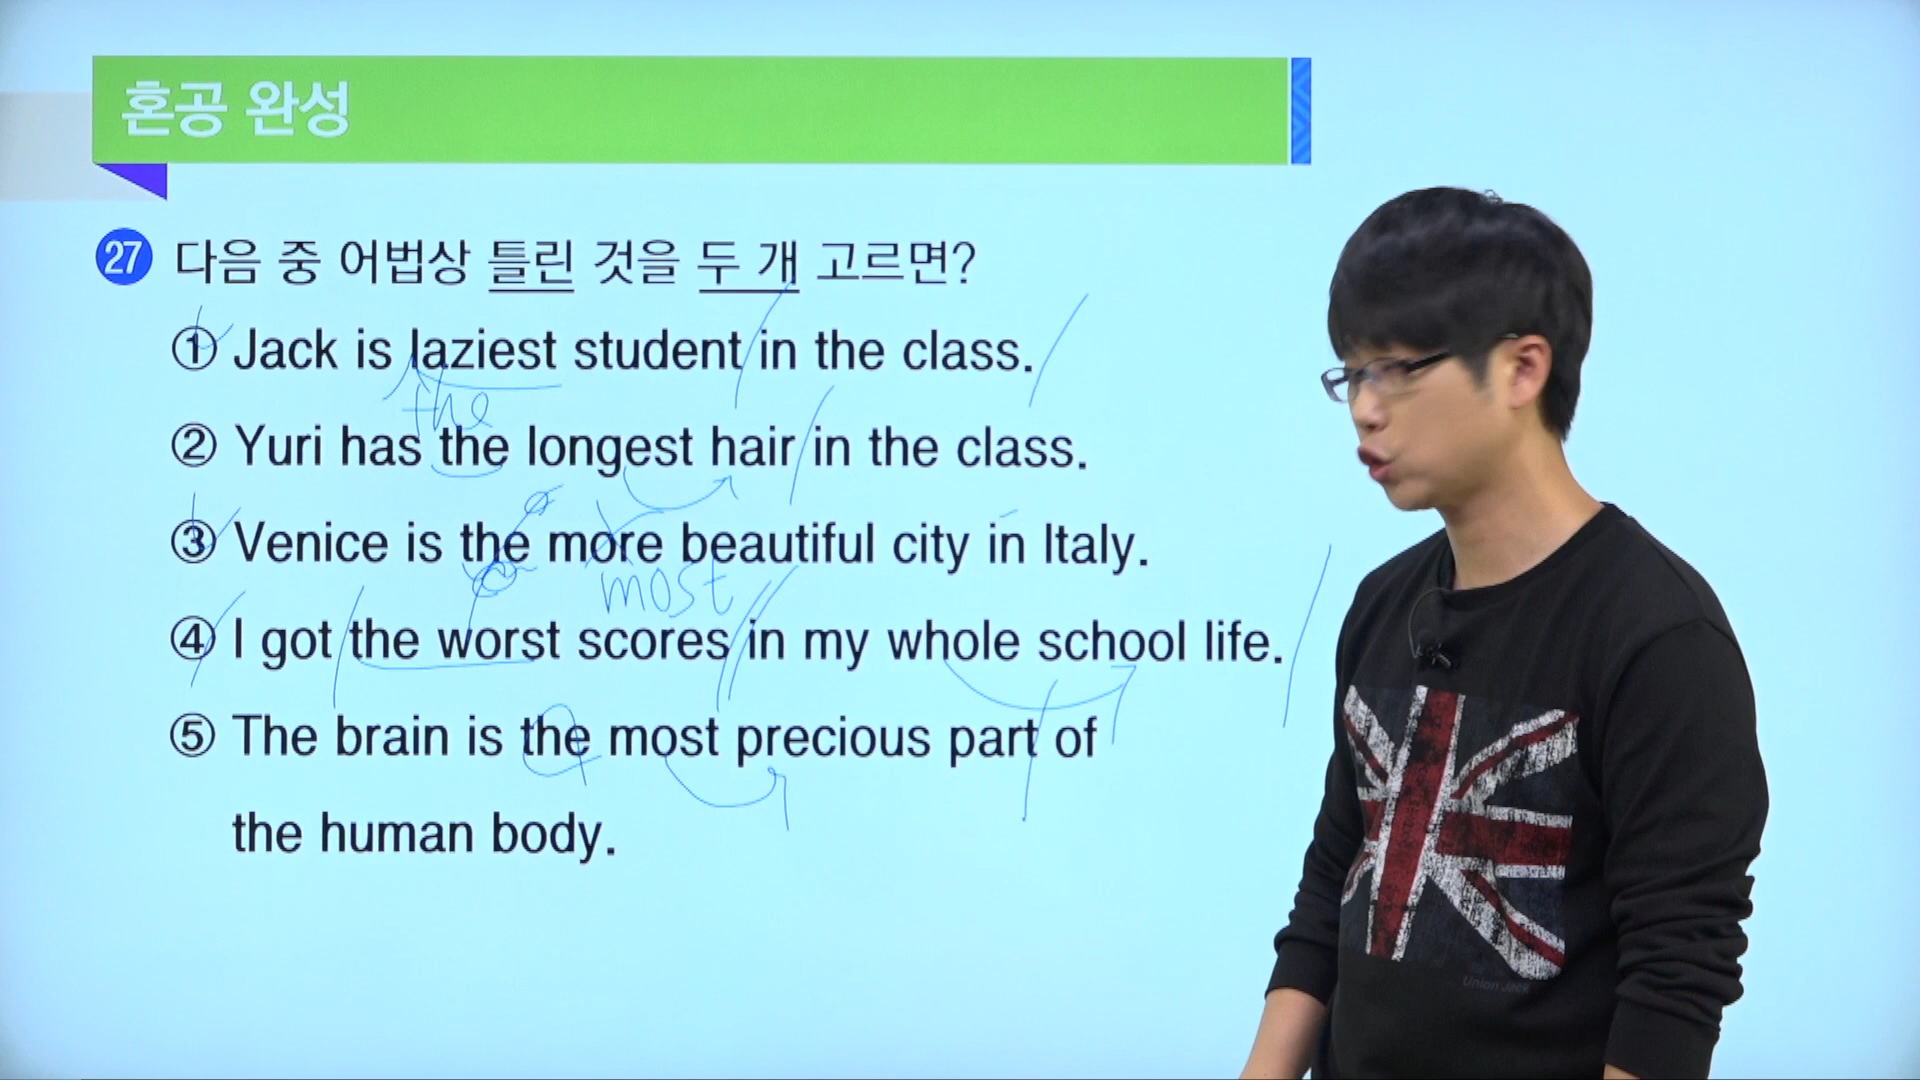 혼공 완성
27 다음 중 어법상 틀린 것을 두 개 고르면?
① Jack is laziest student in the class.
the
② Yuri has the longest hair in the class.
③ Venice is the more beautiful city in Italy.
most
④ I got the worst scores in my whole school life.
⑤ The brain is the most precious part of
the human body.
Union Jack